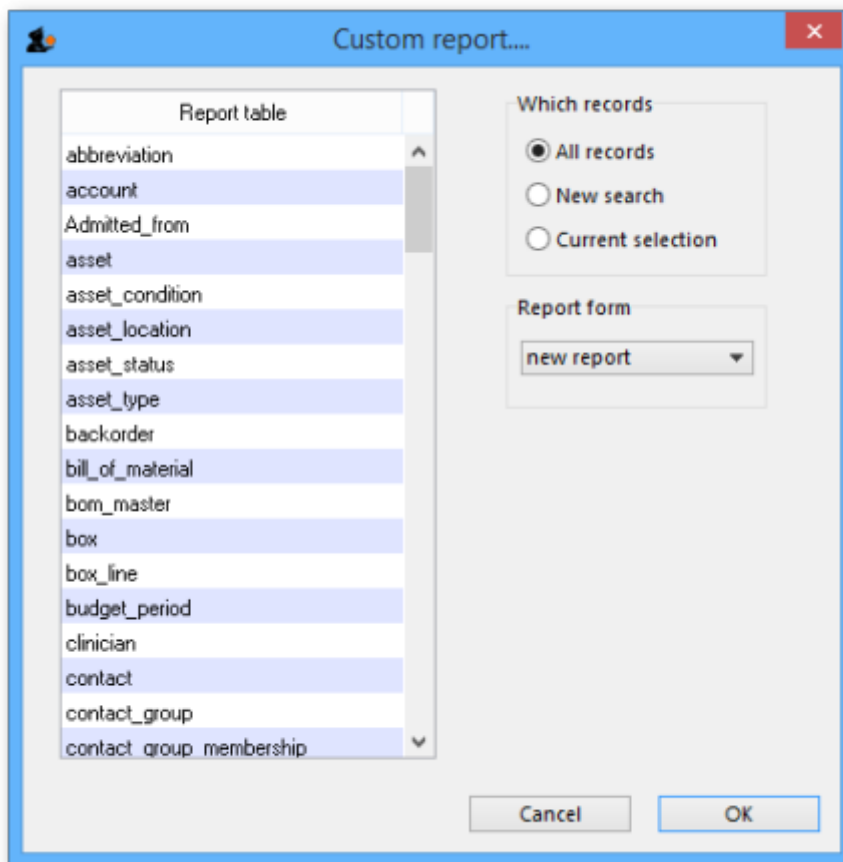 Custom report....
Report table
abbreviation
account
Admitted_from
asset
asset_condition
asset_location
asset_status
asset_type
backorder
bill_of_material
bom_master
box
box_line
budget_period
clinician
contact
contact_group
contact_group_membership
Which records
All records
New search
Current selection
Report form
new report
Cancel
OK